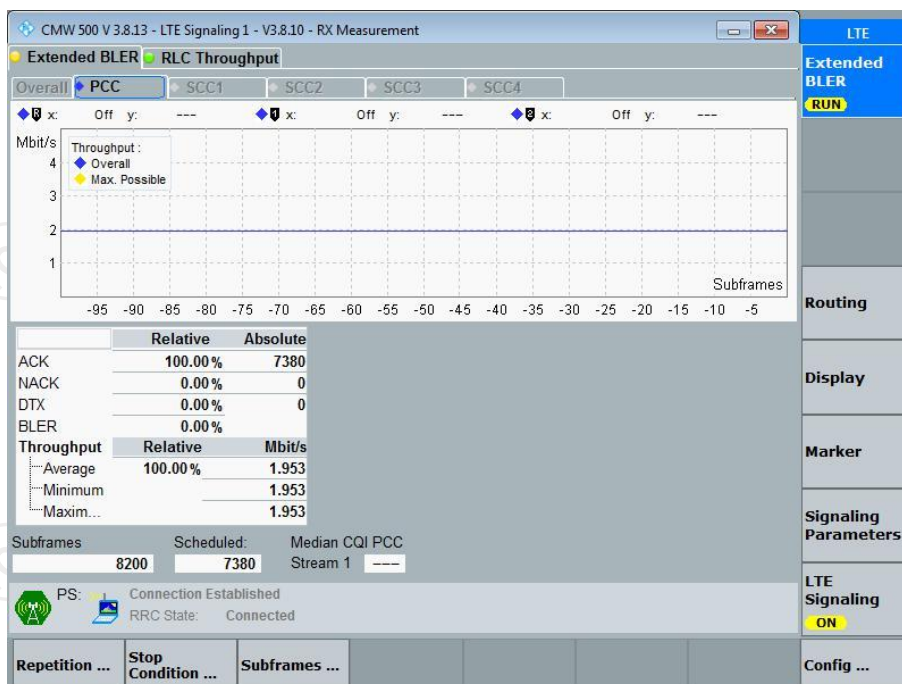 CMW 500 V 3.8.13 - LTE Signaling 1 - V3.8.10 - RX Measurement
LTE
Extended BLER RLC Throughput
Extended
BLER
RUN
Overall PCC SCC1 SCC2 SCC3 SCC4
R x: Off y: --- 1 x: Off y: --- 2 x: Off y: ---
Mbit/s
Throughput :
Overall
Max. Possible
4
3
2
1
Subframes
-95 -90 -85 -80 -75 -70 -65 -60 -55 -50 -45 -40 -35 -30 -25 -20 -15 -10 -5
Relative Absolute
ACK 100.00 % 7380
NACK 0.00 % 0
DTX 0.00 % 0
BLER 0.00 %
Throughput Relative Mbit/s
Average 100.00 % 1.953
Minimum 1.953
Maxim... 1.953
Subframes Scheduled: Median CQI PCC
8200 7380 Stream 1 ---
PS: Connection Established
RRC State: Connected
Routing
Display
Marker
Signaling
Parameters
LTE
Signaling
ON
Repetition ...
Stop
Condition ...
Subframes ...
Config ...